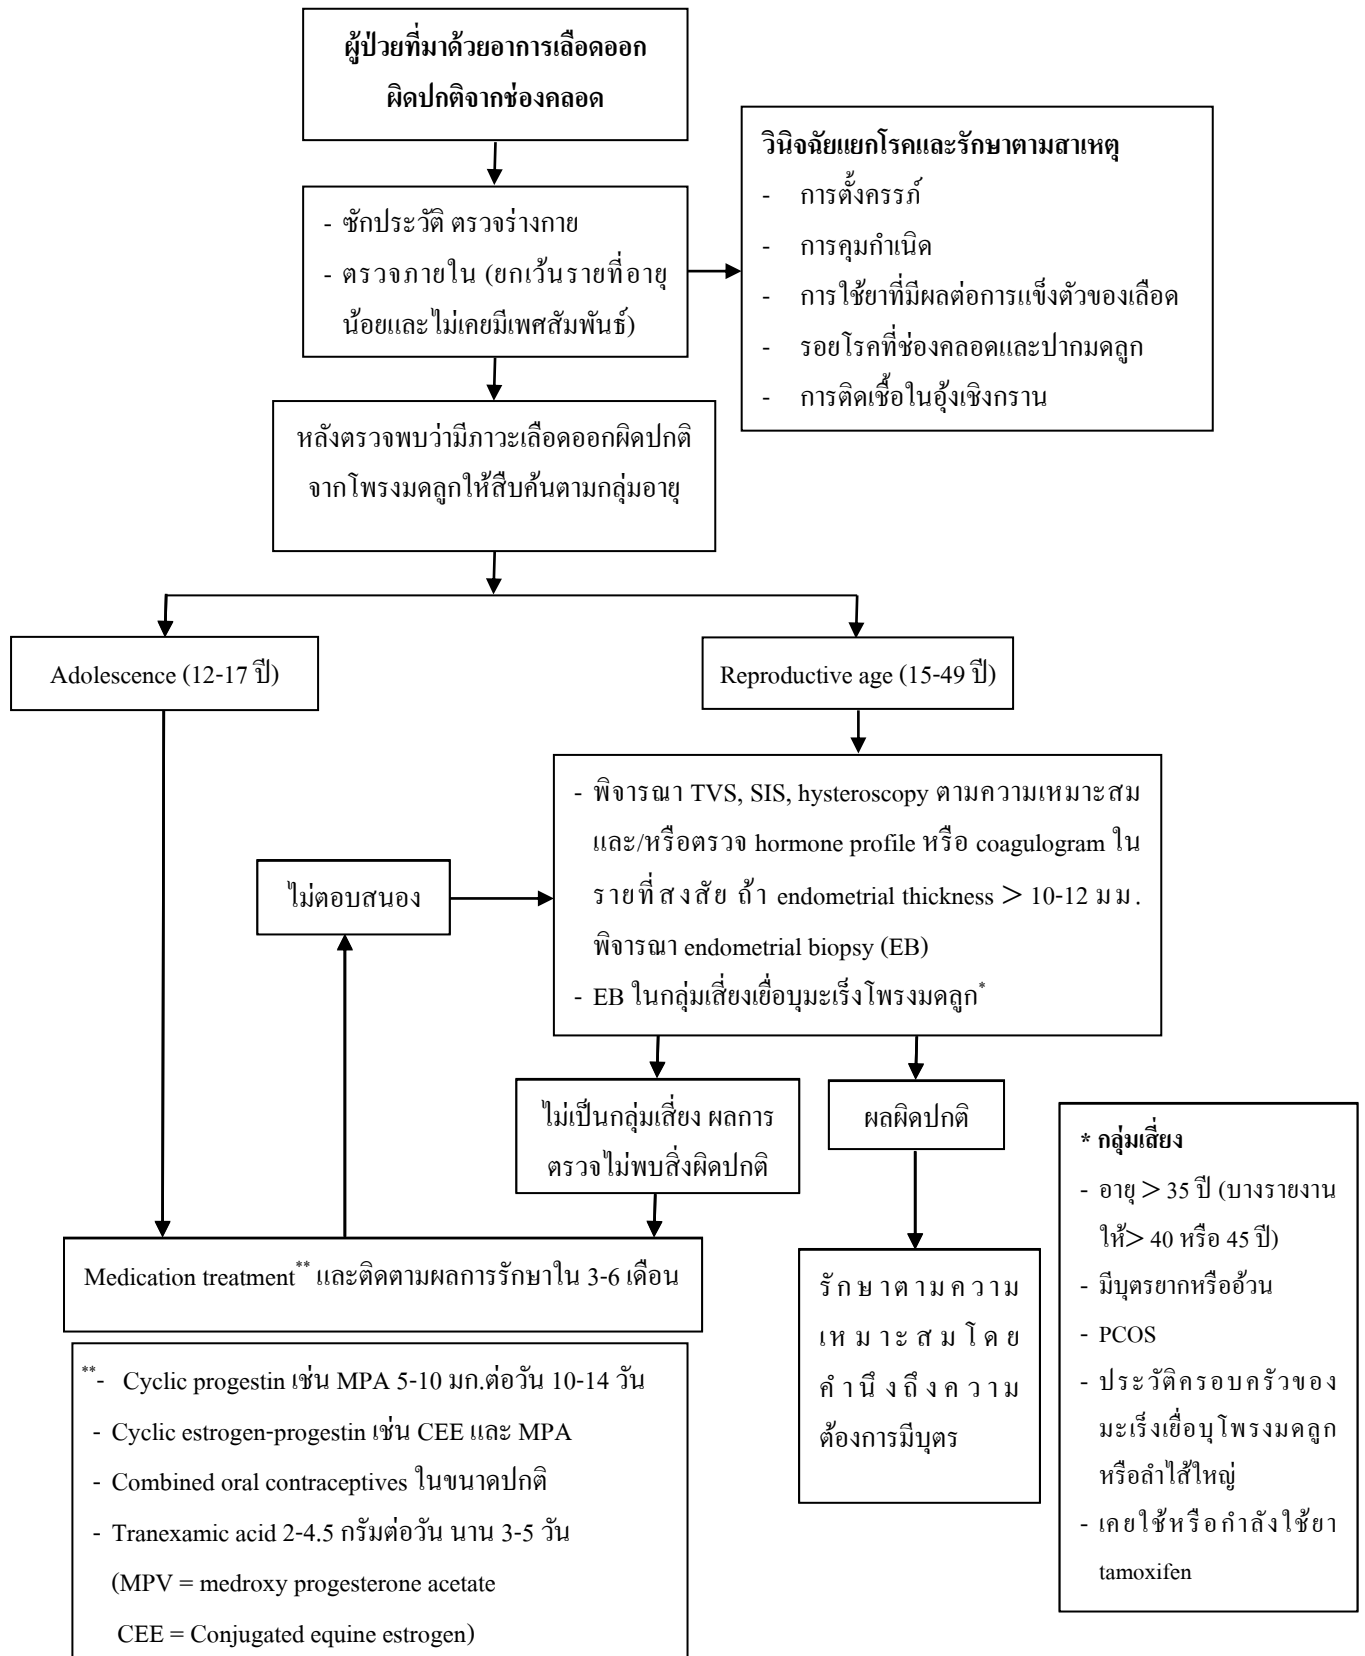 ผู้ป่วยที่มาด้วยอาการเลือดออก
ผิดปกติจากช่องคลอด
วินิจฉัยแยกโรคและรักษาตามสาเหตุ
- การตั้งครรภ์
- การคุมกำเนิด
- การใช้ยาที่มีผลต่อการแข็งตัวของเลือด
- รอยโรคที่ช่องคลอดและปากมดลูก
- การติดเชื้อในอุ้งเชิงกราน
- ซักประวัติ ตรวจร่างกาย
- ตรวจภายใน (ยกเว้นรายที่อายุ
น้อยและไม่เคยมีเพศสัมพันธ์)
หลังตรวจพบว่ามีภาวะเลือดออกผิดปกติ
จากโพรงมดลูกให้สืบค้นตามกลุ่มอายุ
Adolescence (12-17 ปี)
Reproductive age (15-49 ปี)
- พิจารณา TVS, SIS, hysteroscopy ตามความเหมาะสม
และ/หรือตรวจ hormone profile หรือ coagulogram ใน
รายที่สงสัย ถ้า endometrial thickness > 10-12 มม.
พิจารณา endometrial biopsy (EB)
- EB ในกลุ่มเสี่ยงเยื่อบุมะเร็งโพรงมดลูก*
ไม่ตอบสนอง
ไม่เป็นกลุ่มเสี่ยง ผลการ
ตรวจไม่พบสิ่งผิดปกติ
ผลผิดปกติ
Medication treatment** และติดตามผลการรักษาใน 3-6 เดือน
รักษาตามความ
เหมาะสมโดย
คำนึงถึงความ
ต้องการมีบุตร
* กลุ่มเสี่ยง
- อายุ > 35 ปี (บางรายงาน
ให้> 40 หรือ 45 ปี)
- มีบุตรยากหรืออ้วน
- PCOS
- ประวัติครอบครัวของ
มะเร็งเยื่อบุโพรงมดลูก
หรือลำไส้ใหญ่
- เคยใช้หรือกำลังใช้ยา
tamoxifen
**- Cyclic progestin เช่น MPA 5-10 มก.ต่อวัน 10-14 วัน
- Cyclic estrogen-progestin เช่น CEE และ MPA
- Combined oral contraceptives ในขนาดปกติ
- Tranexamic acid 2-4.5 กรัมต่อวัน นาน 3-5 วัน
(MPV = medroxy progesterone acetate
CEE = Conjugated equine estrogen)